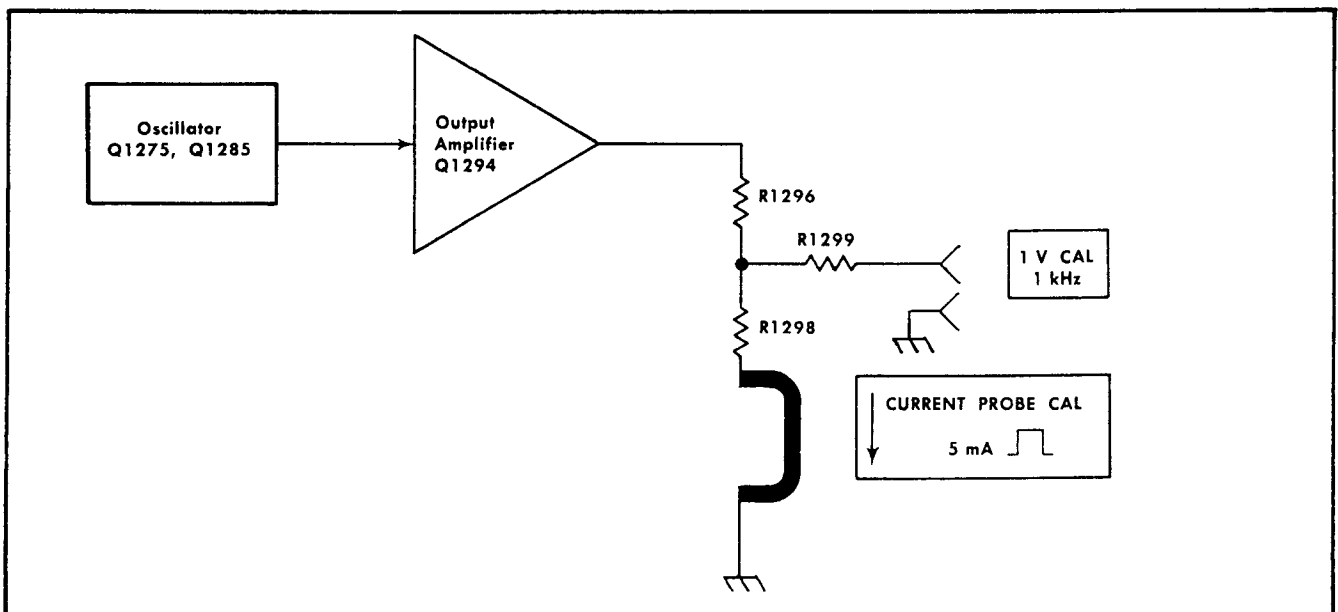 Oscillator
Q1275, Q1285
Output
Amplifier
Q1294
R1296
R1299
1 V CAL
1 kHz
R1298
CURRENT PROBE CAL
5 mA